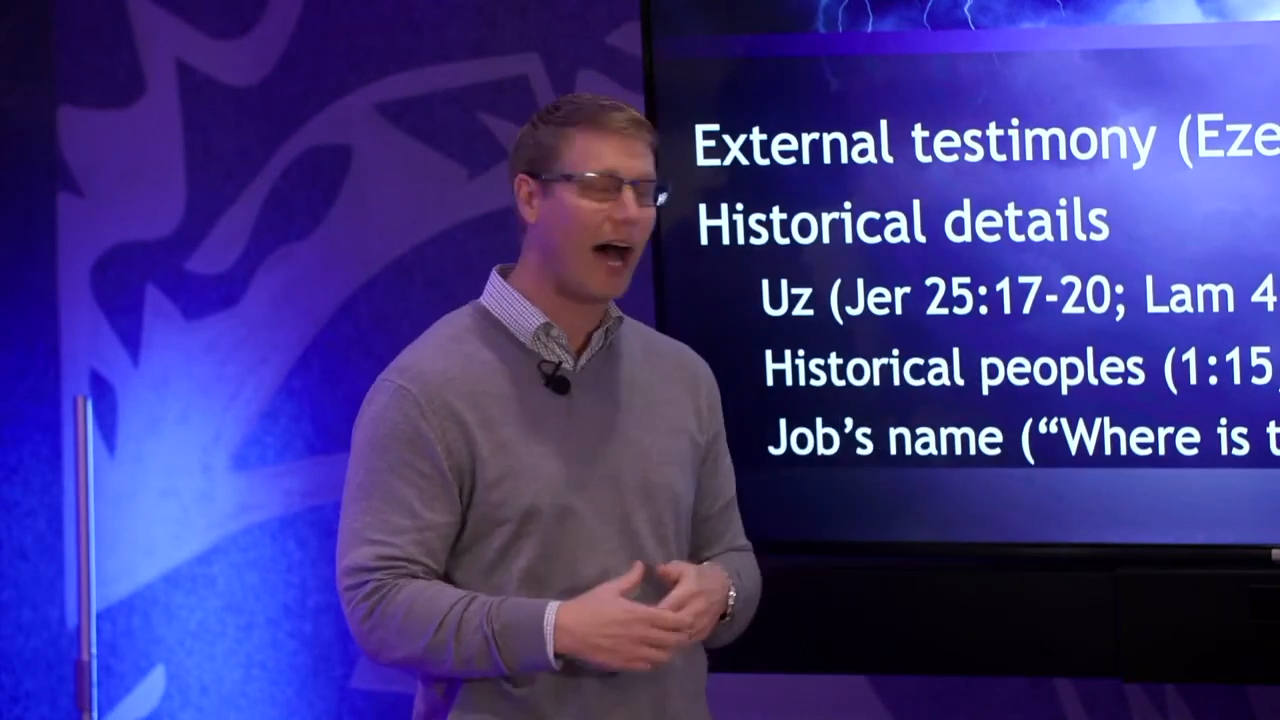 External testimony (Eze
Historical details
Uz (Jer 25:17-20; Lam 4
Historical peoples (1:15
Job's name (“Where is t